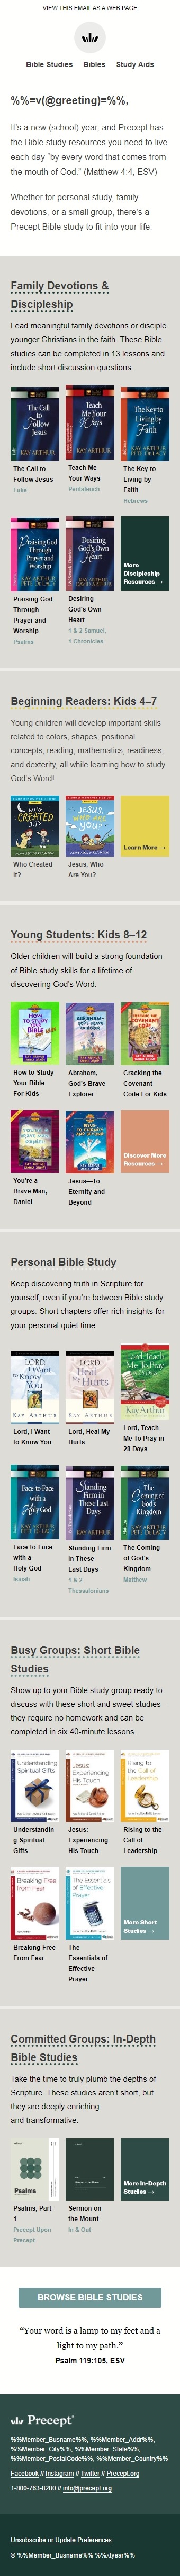 VIEW THIS EMAIL AS A WEB PAGE
Bible Studies Bibles Study Aids
%%=v(@greeting)=%%,
It's a new (school) year, and Precept has
the Bible study resources you need to live
each day "by every word that comes from
the mouth of God." (Matthew 4:4, ESV)
Whether for personal study, family
devotions, or a small group, there's a
Precept Bible study to fit into your life.
Family Devotions &
Discipleship
Lead meaningful family devotions or disciple
younger Christians in the faith. These Bible
studies can be completed in 13 lessons and
include short discussion questions.
The Call
to
Follow
Jesus
KAY ARTHUR
Teach
Me Your
Ways
KAY ARTHUR
The Key to
Living by
Faith
KAY ARTHUR
PETE DE LACY
The Call to
Follow Jesus
Luke
Teach Me
Your Ways
Pentateuch
The Key to
Living by
Faith
Hebrews
Praising God
Through
Prayer and
Worship
KAY ARTHUR
PETE DE LACY
Desiring
God's Own
Heart
KAY ARTHUR
More
Discipleship
Resources →
Praising God
Through
Prayer and
Worship
Psalms
Desiring
God's Own
Heart
1 & 2 Samuel,
1 Chronicles
Beginning Readers: Kids 4–7
Young children will develop important skills
related to colors, shapes, positional
concepts, reading, mathematics, readiness,
and dexterity, all while learning how to study
God's Word!
WHO
CREATED
IT?
JESUS,
WHO ARE
YOU?
Learn More →
Who Created
It?
Jesus, Who
Are You?
Young Students: Kids 8–12
Older children will build a strong foundation
of Bible study skills for a lifetime of
discovering God's Word.
HOW TO STUDY
YOUR
Bible
ABRAHAM–
GOD'S BRAVE
EXPLORER
CRACKING THE
COVENANT
CODE
How to Study
Your Bible
For Kids
Abraham,
God's Brave
Explorer
Cracking the
Covenant
Code For Kids
YOU'RE A
BRAVE MAN,
DANIEL!
JESUS—
TO ETERNITY
AND BEYOND!
Discover More
Resources →
You're a
Brave Man,
Daniel
Jesus—To
Eternity and
Beyond
Personal Bible Study
Keep discovering truth in Scripture for
yourself, even if you're between Bible study
groups. Short chapters offer rich insights for
your personal quiet time.
LORD
I Want
to Know
You
KAY ARTHUR
LORD
Heal
My
Hurts
KAY ARTHUR
Lord, Teach
Me To Pray
Kay Arthur
Lord, I Want
to Know You
Lord, Heal My
Hurts
Lord, Teach
Me To Pray in
28 Days
Face-to-Face
with a
Holy God
KAY ARTHUR
Standing
Firm in
These Last
Days
KAY ARTHUR
The
Coming of
God's
Kingdom
KAY ARTHUR
Face-to-Face
with a
Holy God
Isaiah
Standing Firm
in These
Last Days
1 & 2
Thessalonians
The Coming
of God's
Kingdom
Matthew
Busy Groups: Short Bible
Studies
Show up to your Bible study group ready to
discuss with these short and sweet studies—
they require no homework and can be
completed in six 40-minute lessons.
Understanding
Spiritual Gifts
Jesus:
Experiencing
His Touch
Rising to
the Call of
Leadership
Understandin
g Spiritual
Gifts
Jesus:
Experiencing
His Touch
Rising to the
Call of
Leadership
Breaking Free
from Fear
The Essentials
of Effective
Prayer
More Short
Studies →
Breaking Free
From Fear
The
Essentials of
Effective
Prayer
Committed Groups: In-Depth
Bible Studies
Take the time to truly plumb the depths of
Scripture. These studies aren't short, but
they are deeply enriching
and transformative.
Psalms
More In-Depth
Studies →
Psalms, Part
1
Precept Upon
Precept
Sermon on
the Mount
In & Out
BROWSE BIBLE STUDIES
“Your word is a lamp to my feet and a
light to my path.”
Psalm 119:105, ESV
Precept®
%%Member_Busname%%, %%Member_Addr%%,
%%Member_City%%, %%Member_State%%,
%%Member_PostalCode%%, %%Member_Country%%
Facebook // Instagram // Twitter // Precept.org
1-800-763-8280 // info@precept.org
Unsubscribe or Update Preferences
© %%Member_Busname%% %%xtyear%%